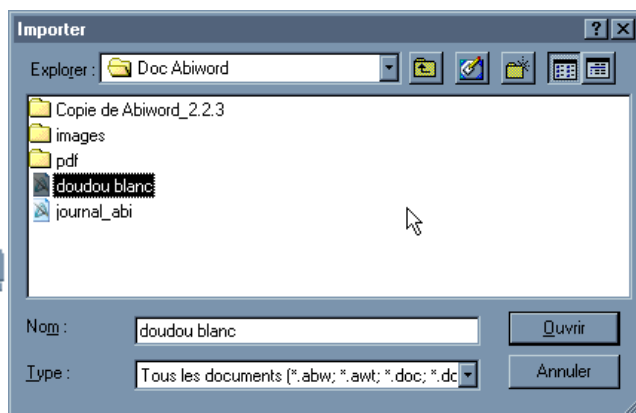 Importer
Explorer : Doc Abiword
Copie de Abiword_2.2.3
images
pdf
doudou blanc
journal_abi
Nom : doudou blanc Ouvrir
Type : Tous les documents (*.abw; *.awt; *.doc; *.dc Annuler